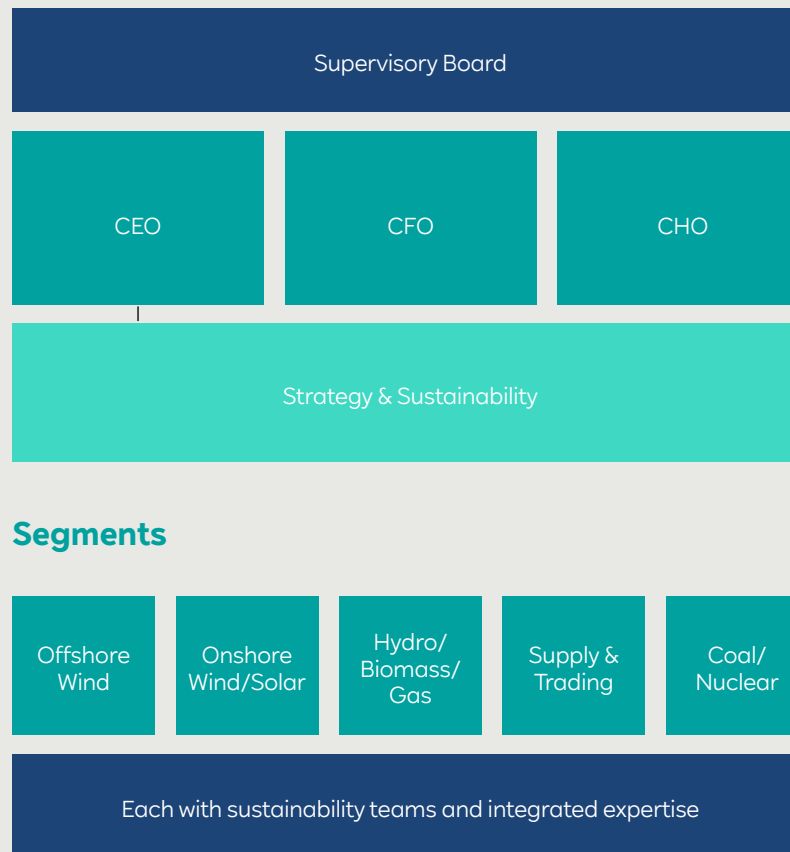 Supervisory Board
CEO
CFO
CHO
Strategy & Sustainability
Segments
Offshore
Wind
Onshore
Wind/Solar
Hydro/
Biomass/
Gas
Supply &
Trading
Coal/
Nuclear
Each with sustainability teams and integrated expertise